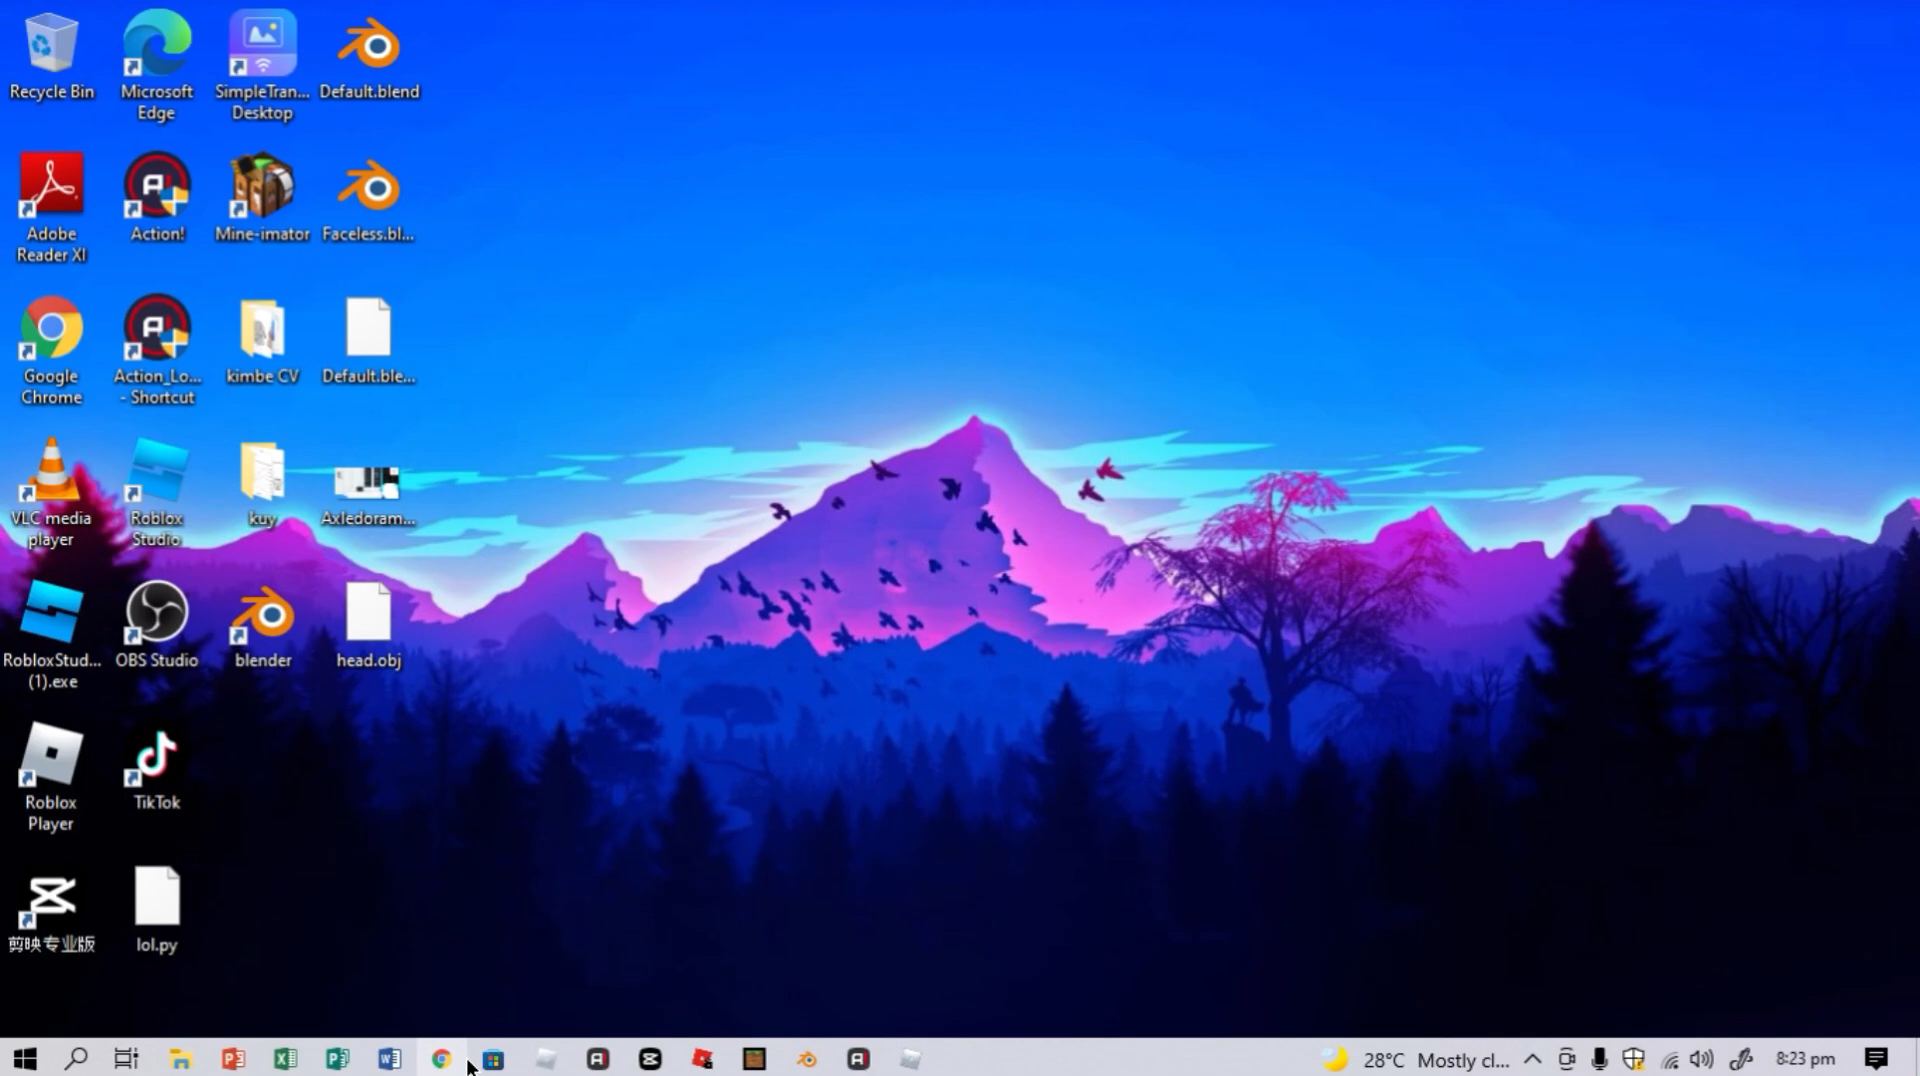 Recycle Bin
Microsoft
Edge
SimpleTran...
Desktop
Default.blend
Adobe
Reader XI
Action!
Mine-imator
Faceless.bl...
Google
Chrome
Action_Lo...
- Shortcut
kimbe CV
Default.ble...
VLC media
player
Roblox
Studio
kuy
Axledoram...
RobloxStud...
(1).exe
OBS Studio
blender
head.obj
Roblox
Player
TikTok
剪映专业版
lol.py
28°C Mostly cl...
8:23 pm